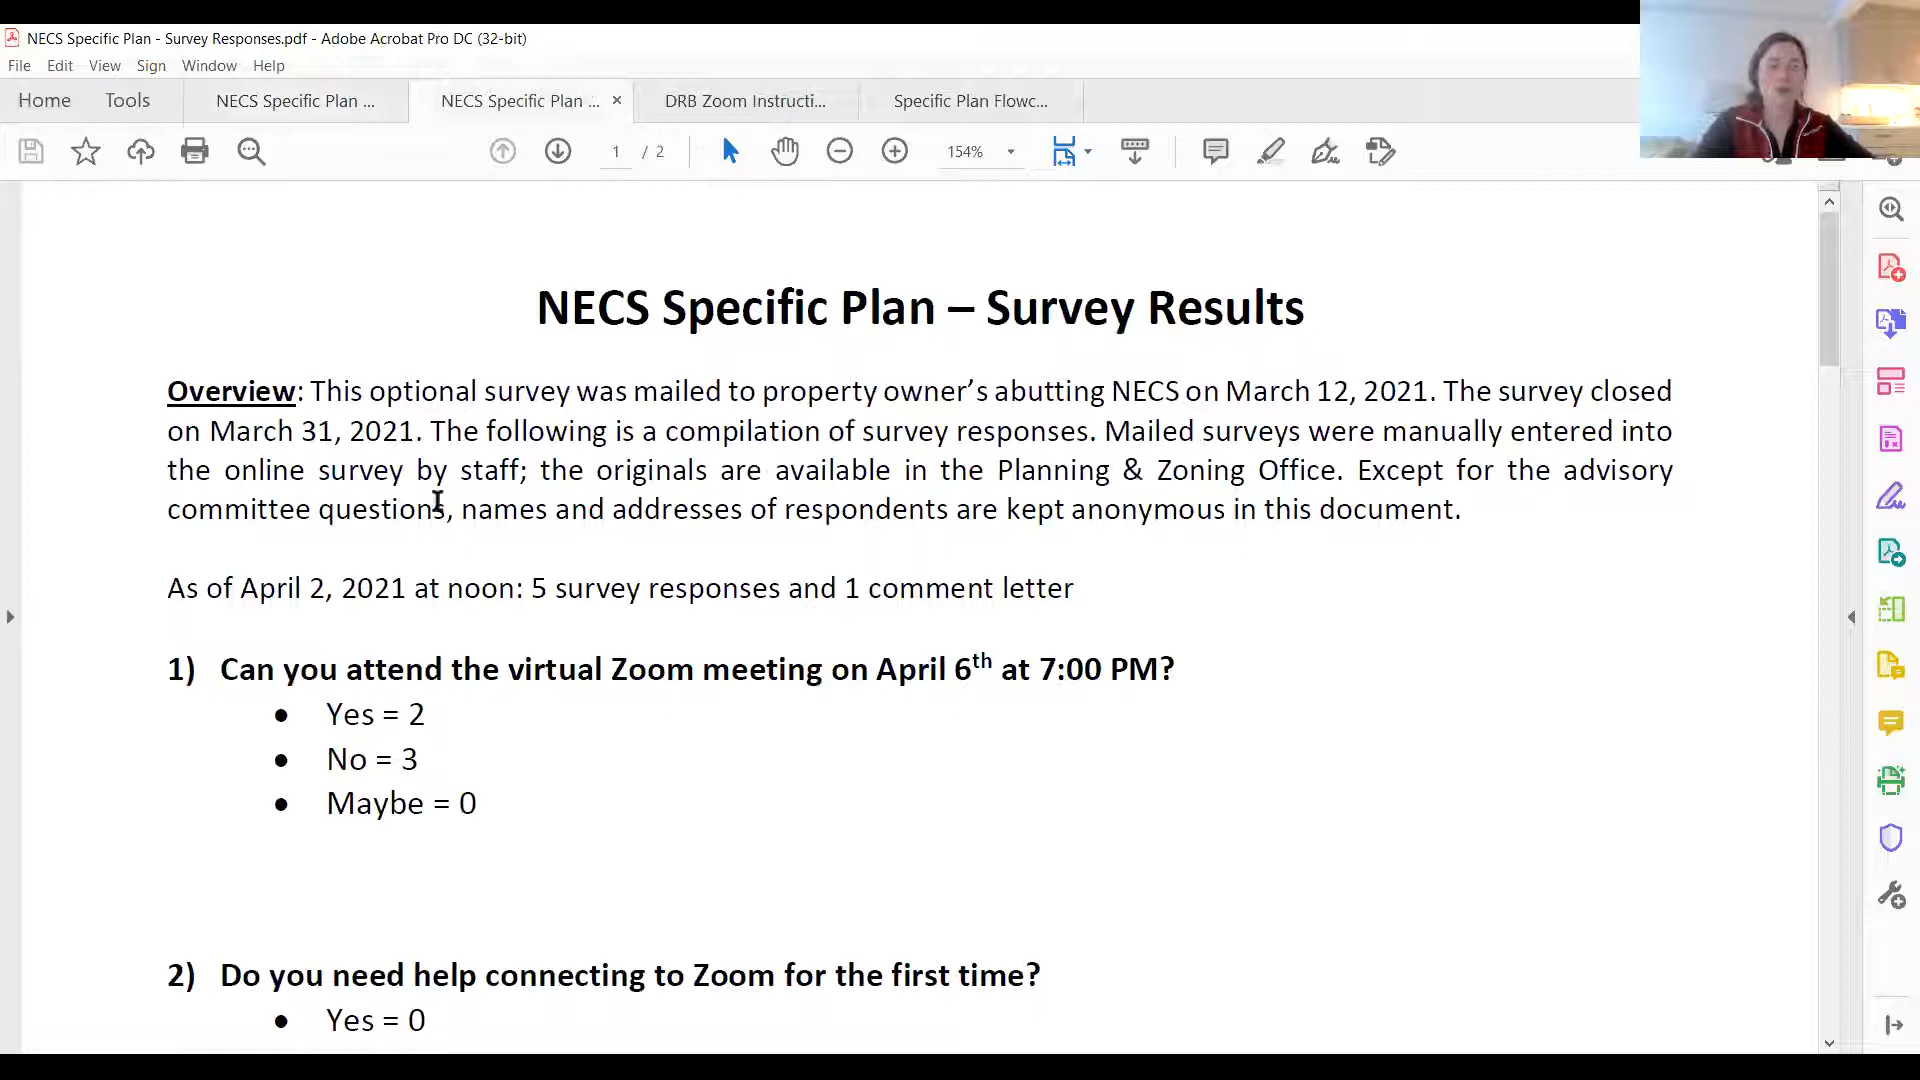 NECS Specific Plan - Survey Responses.pdf - Adobe Acrobat Pro DC (32-bit)
File Edit View Sign Window Help
Home Tools NECS Specific Plan ... NECS Specific Plan ... × DRB Zoom Instructi... Specific Plan Flowc...
1 / 2 154%
NECS Specific Plan – Survey Results
Overview: This optional survey was mailed to property owner’s abutting NECS on March 12, 2021. The survey closed
on March 31, 2021. The following is a compilation of survey responses. Mailed surveys were manually entered into
the online survey by staff; the originals are available in the Planning & Zoning Office. Except for the advisory
committee questions, names and addresses of respondents are kept anonymous in this document.
As of April 2, 2021 at noon: 5 survey responses and 1 comment letter
1) Can you attend the virtual Zoom meeting on April 6th at 7:00 PM?
• Yes = 2
• No = 3
• Maybe = 0
2) Do you need help connecting to Zoom for the first time?
• Yes = 0